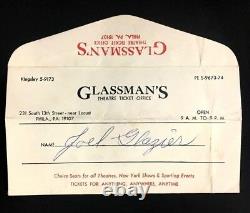 GLASSMAN'S
THEATRE TICKET OFFICE
PHILA., PA. 19107
Kingsley 5-9173
PE 5-9673-74
GLASSMAN'S
THEATRE TICKET OFFICE
231 South 13th Street - near Locust
PHILA., PA. 19107
OPEN
9 A.M. TO 9 P.M.
NAME Joel Glazier
Choice Seats for all Theatres, New York Shows & Sporting Events
TICKETS FOR ANYTHING, ANYWHERE, ANYTIME